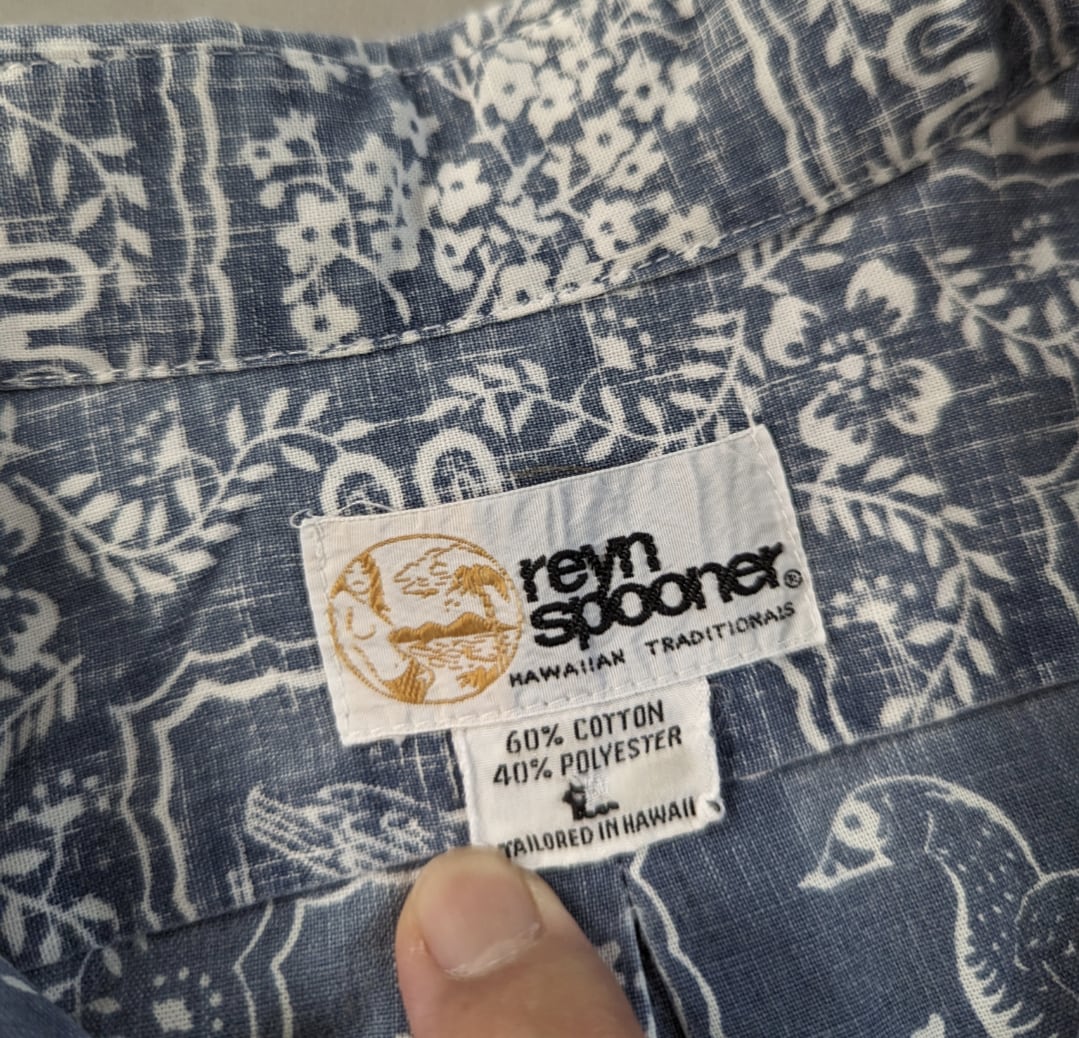 reyn
spooner®
HAWAIIAN TRADITIONALS
60% COTTON
40% POLYESTER
L
TAILORED IN HAWAII